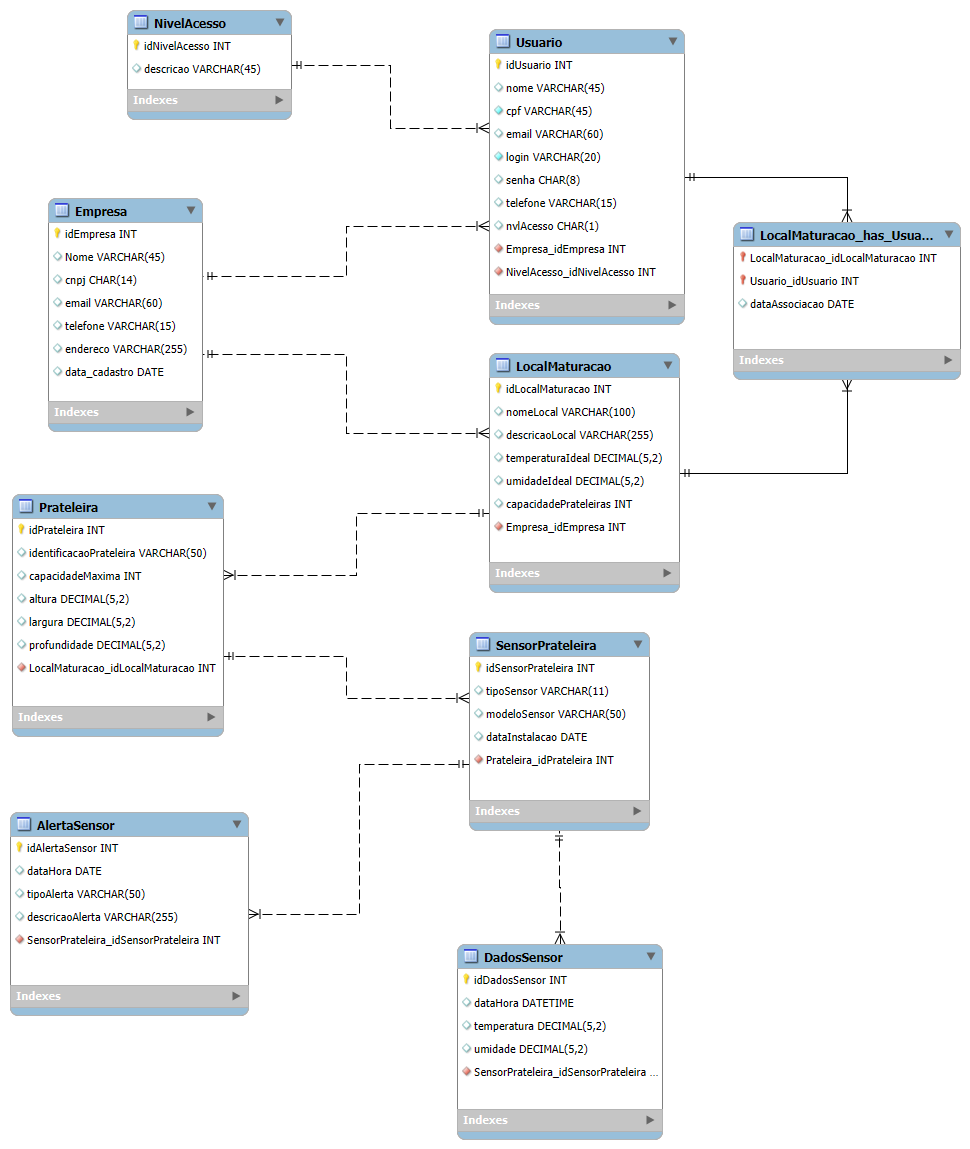 NivelAcesso
idNivelAcesso INT
descricao VARCHAR(45)
Indexes
Usuario
idUsuario INT
nome VARCHAR(45)
cpf VARCHAR(45)
email VARCHAR(60)
login VARCHAR(20)
senha CHAR(8)
telefone VARCHAR(15)
nvlAcesso CHAR(1)
Empresa_idEmpresa INT
NivelAcesso_idNivelAcesso INT
Indexes
Empresa
idEmpresa INT
Nome VARCHAR(45)
cnpj CHAR(14)
email VARCHAR(60)
telefone VARCHAR(15)
endereco VARCHAR(255)
data_cadastro DATE
Indexes
LocalMaturacao_has_Usua...
LocalMaturacao_idLocalMaturacao INT
Usuario_idUsuario INT
dataAssociacao DATE
Indexes
LocalMaturacao
idLocalMaturacao INT
nomeLocal VARCHAR(100)
descricaoLocal VARCHAR(255)
temperaturaIdeal DECIMAL(5,2)
umidadeIdeal DECIMAL(5,2)
capacidadePrateleiras INT
Empresa_idEmpresa INT
Indexes
Prateleira
idPrateleira INT
identificacaoPrateleira VARCHAR(50)
capacidadeMaxima INT
altura DECIMAL(5,2)
largura DECIMAL(5,2)
profundidade DECIMAL(5,2)
LocalMaturacao_idLocalMaturacao INT
Indexes
SensorPrateleira
idSensorPrateleira INT
tipoSensor VARCHAR(11)
modeloSensor VARCHAR(50)
dataInstalacao DATE
Prateleira_idPrateleira INT
Indexes
AlertaSensor
idAlertaSensor INT
dataHora DATE
tipoAlerta VARCHAR(50)
descricaoAlerta VARCHAR(255)
SensorPrateleira_idSensorPrateleira INT
Indexes
DadosSensor
idDadosSensor INT
dataHora DATETIME
temperatura DECIMAL(5,2)
umidade DECIMAL(5,2)
SensorPrateleira_idSensorPrateleira ...
Indexes